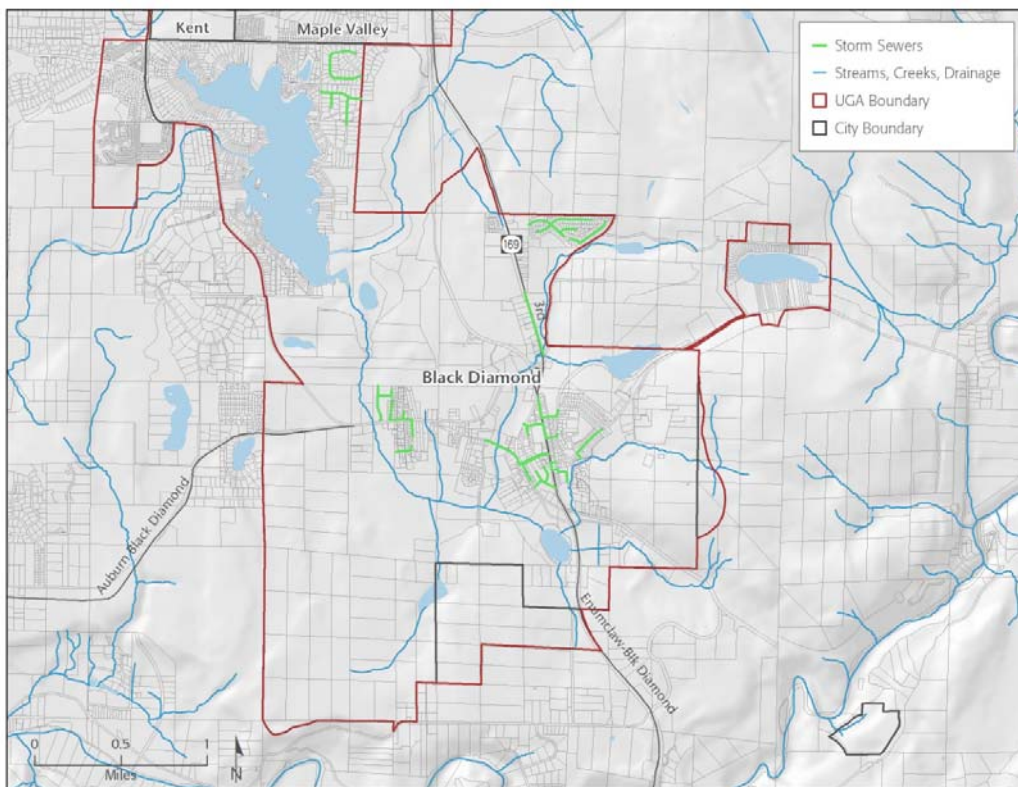 Kent
Maple Valley
Storm Sewers
Streams, Creeks, Drainage
UGA Boundary
City Boundary
169
3rd
Black Diamond
Auburn Black Diamond
Enumclaw-Blk Diamond
0 0.5 1
Miles
N